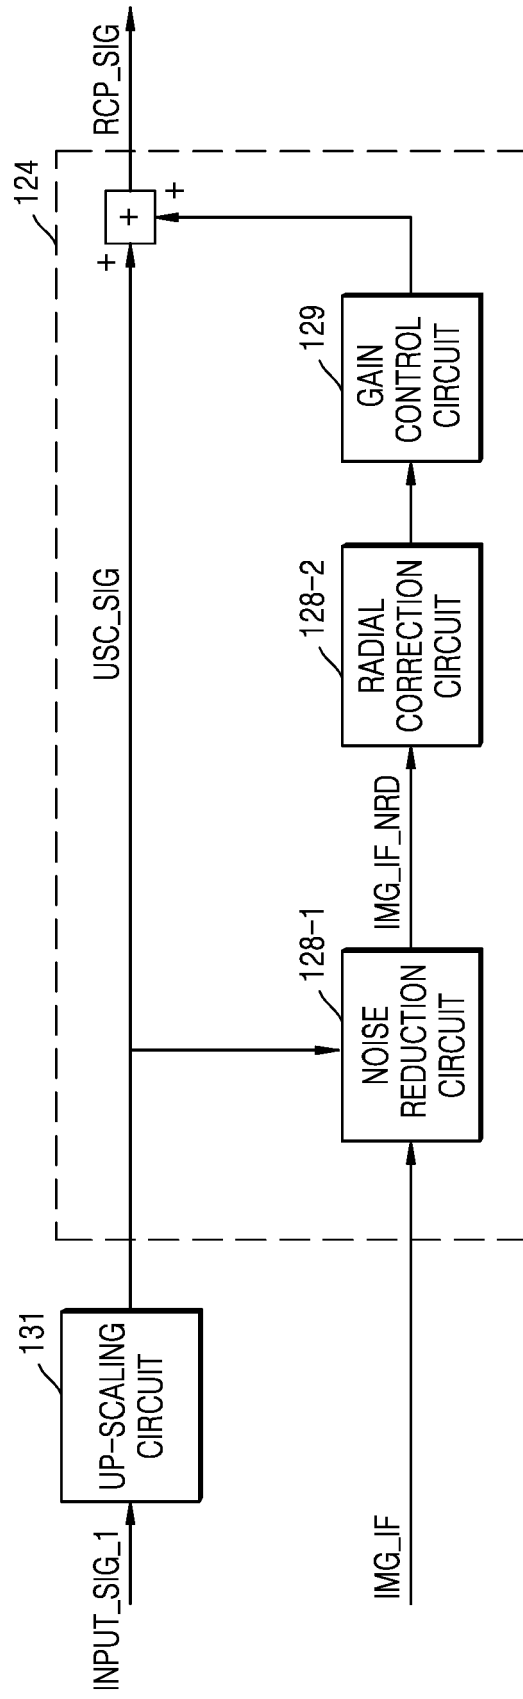 124
131
INPUT_SIG_1
UP-SCALING
CIRCUIT
USC_SIG
+
+
+
RCP_SIG
IMG_IF
128-1
NOISE
REDUCTION
CIRCUIT
IMG_IF_NRD
128-2
RADIAL
CORRECTION
CIRCUIT
129
GAIN
CONTROL
CIRCUIT